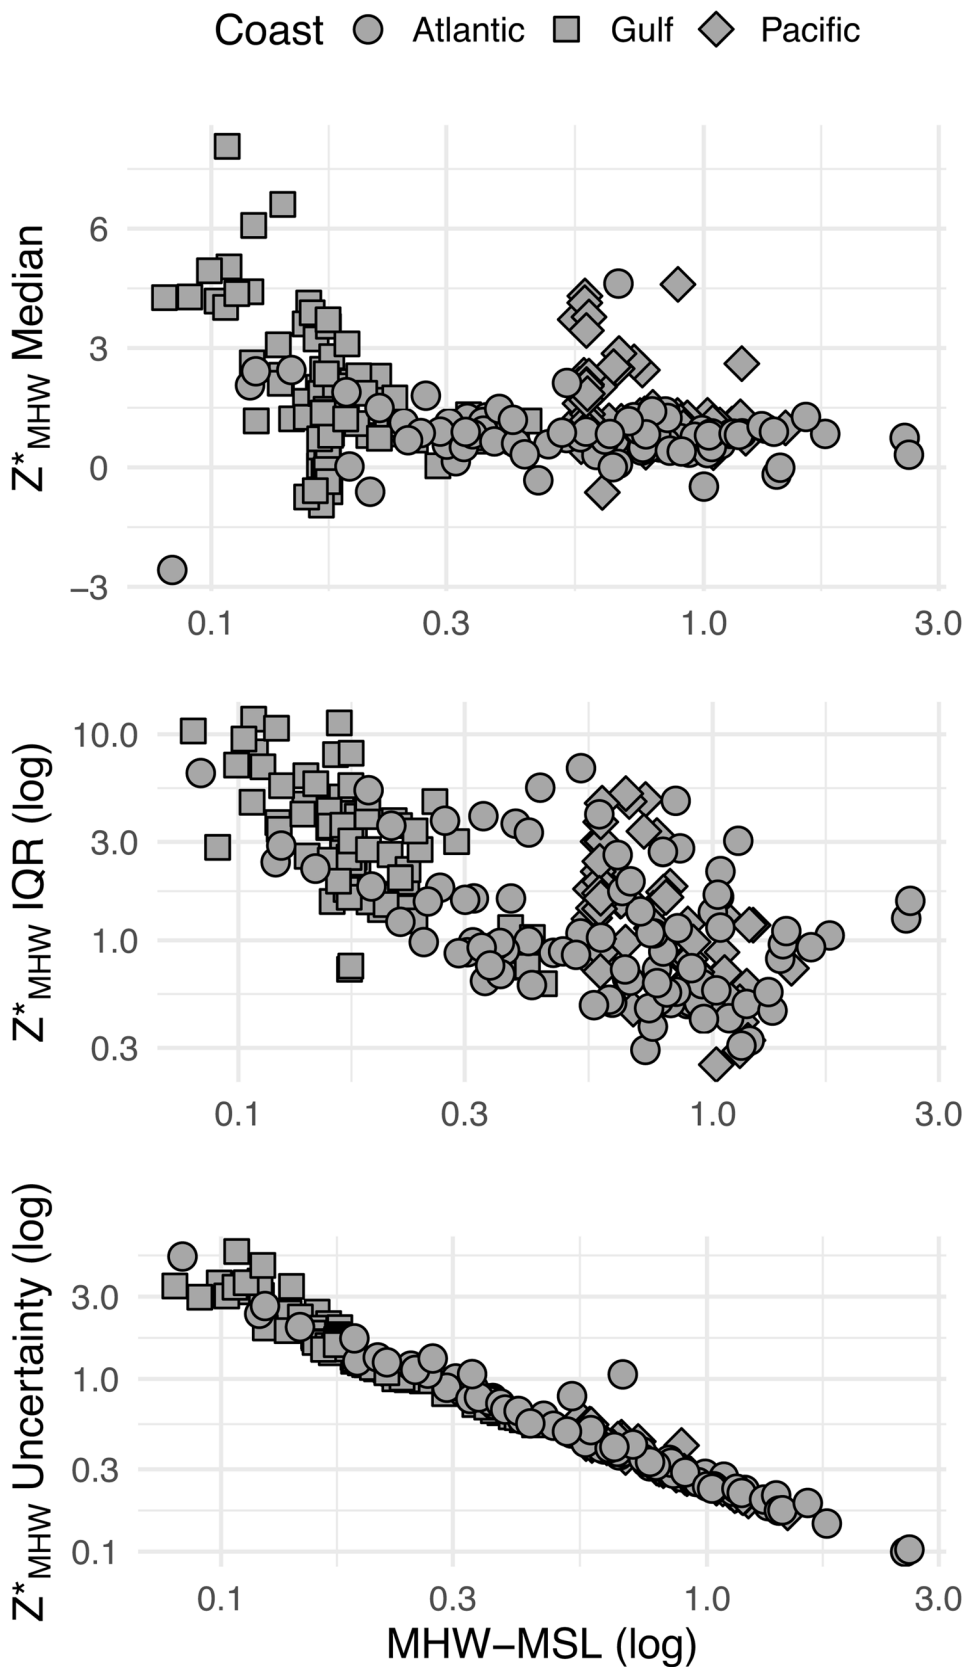 Coast Atlantic Gulf Pacific
Z*MHW Median
6
3
0
−3
0.1 0.3 1.0 3.0
Z*MHW IQR (log)
10.0
3.0
1.0
0.3
0.1 0.3 1.0 3.0
Z*MHW Uncertainty (log)
3.0
1.0
0.3
0.1
0.1 0.3 1.0 3.0
MHW−MSL (log)